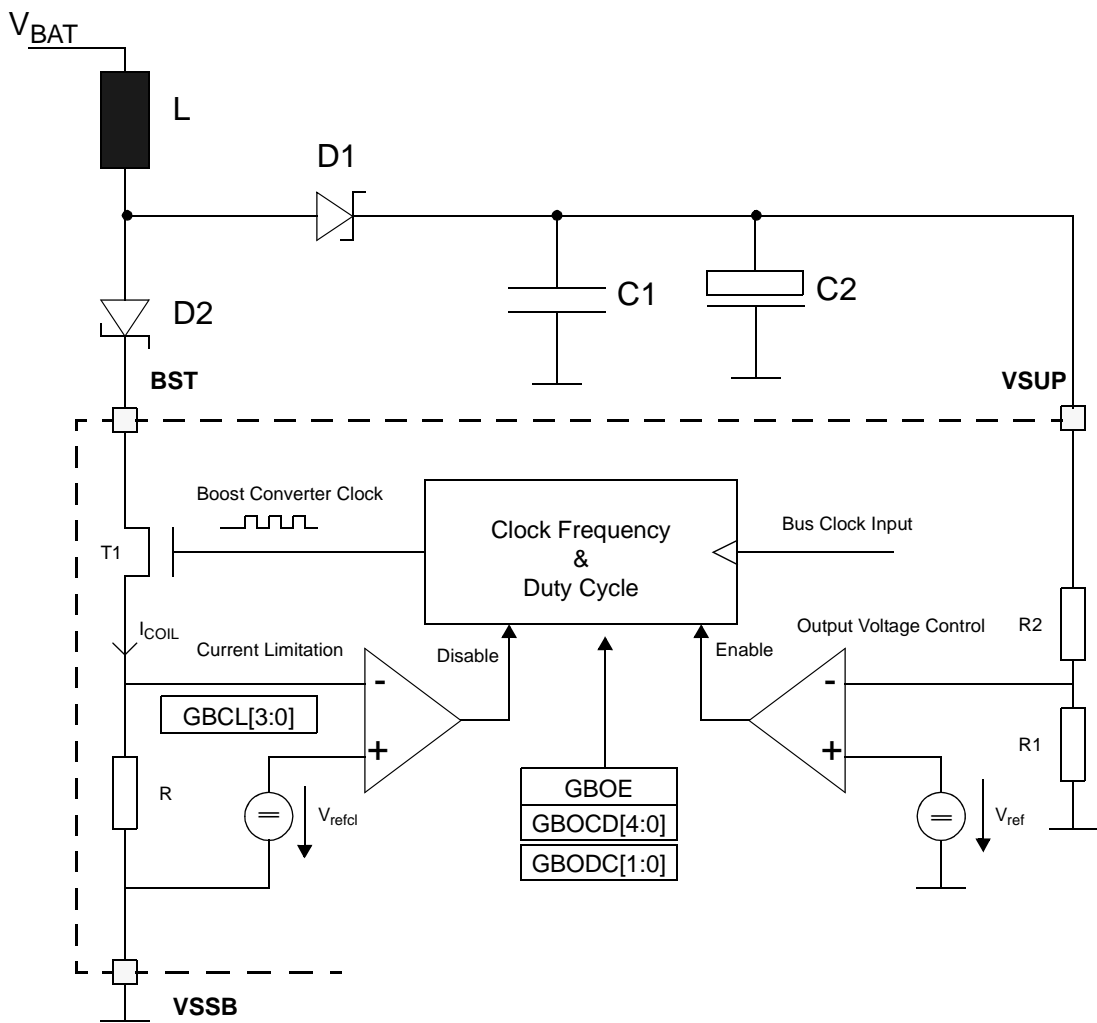 VBAT
L
D1
D2
C1
C2
BST
VSUP
Boost Converter Clock
Clock Frequency
&
Duty Cycle
Bus Clock Input
T1
ICOIL
Current Limitation
Disable
Enable
Output Voltage Control
R2
-
-
GBCL[3:0]
+
+
R1
R
=
Vrefcl
GBOE
GBOCD[4:0]
GBODC[1:0]
=
Vref
VSSB